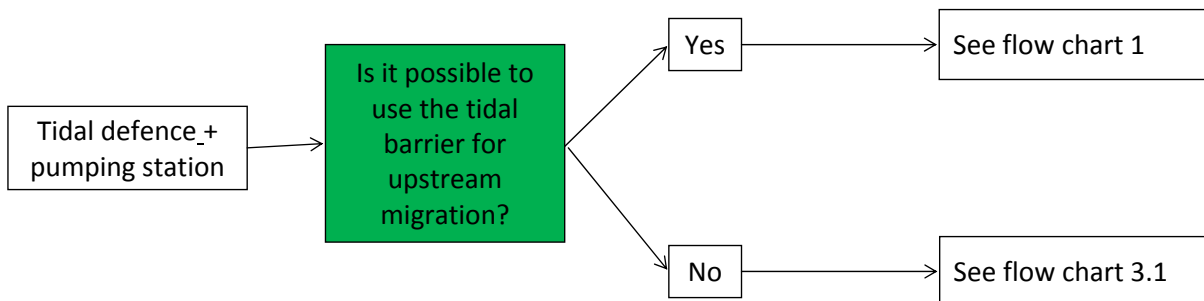 Tidal defence +
pumping station
Is it possible to
use the tidal
barrier for
upstream
migration?
Yes
See flow chart 1
No
See flow chart 3.1